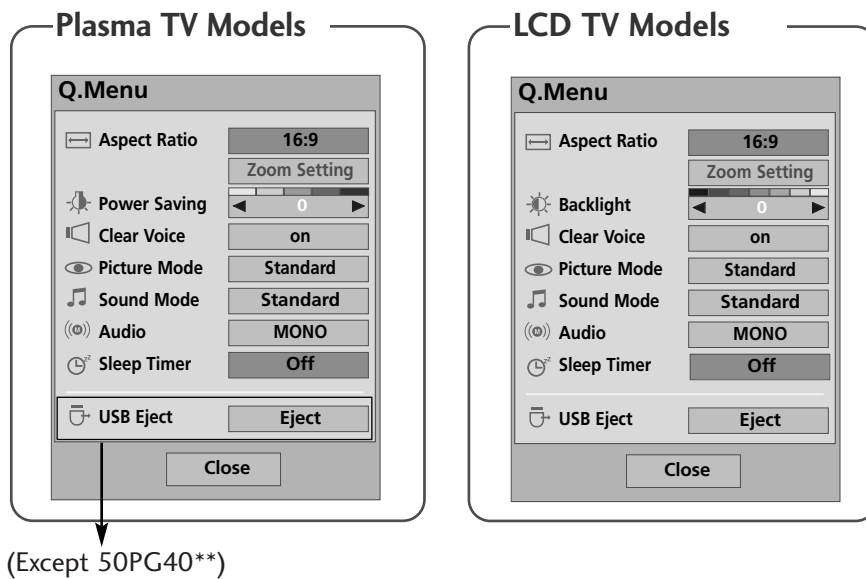 Plasma TV Models
Q.Menu
Aspect Ratio 16:9
Zoom Setting
Power Saving ◀ 0 ▶
Clear Voice on
Picture Mode Standard
Sound Mode Standard
Audio MONO
Sleep Timer Off
USB Eject Eject
Close
(Except 50PG40**)
LCD TV Models
Q.Menu
Aspect Ratio 16:9
Zoom Setting
Backlight ◀ 0 ▶
Clear Voice on
Picture Mode Standard
Sound Mode Standard
Audio MONO
Sleep Timer Off
USB Eject Eject
Close